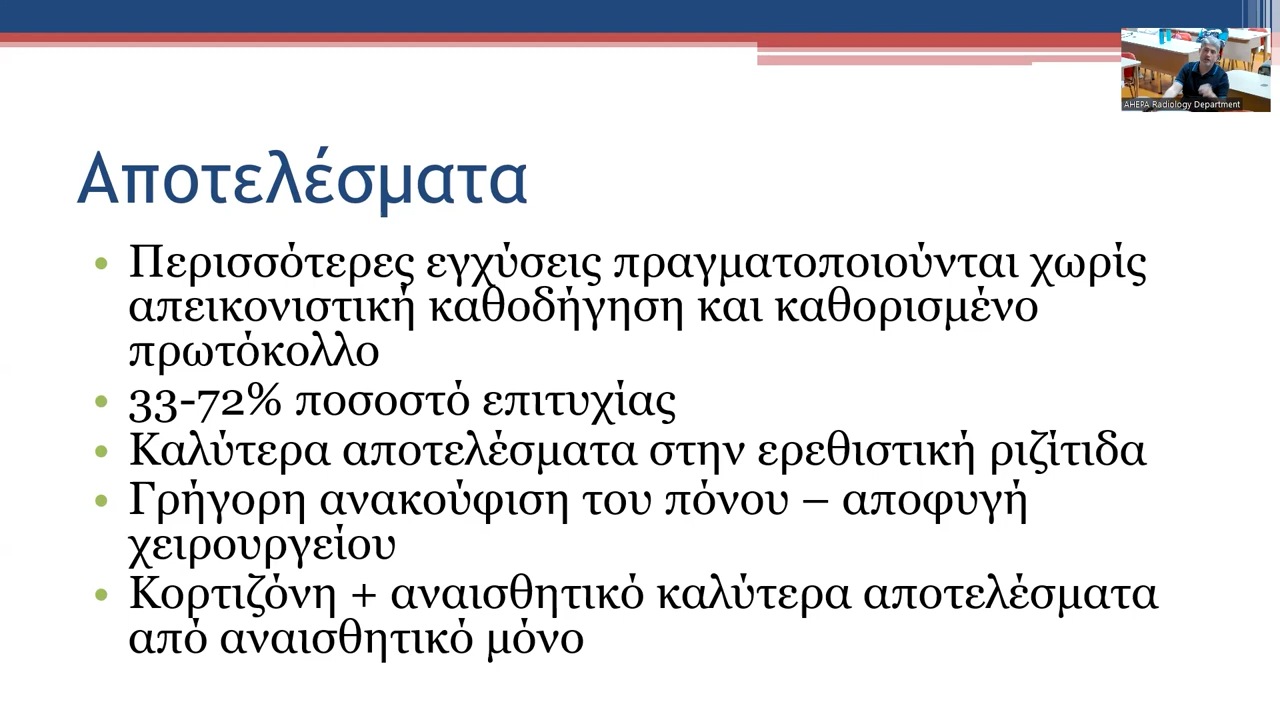 AHEPA Radiology Department
Αποτελέσματα
• Περισσότερες εγχύσεις πραγματοποιούνται χωρίς
απεικονιστική καθοδήγηση και καθορισμένο
πρωτόκολλο
• 33-72% ποσοστό επιτυχίας
• Καλύτερα αποτελέσματα στην ερεθιστική ριζίτιδα
• Γρήγορη ανακούφιση του πόνου – αποφυγή
χειρουργείου
• Κορτιζόνη + αναισθητικό καλύτερα αποτελέσματα
από αναισθητικό μόνο